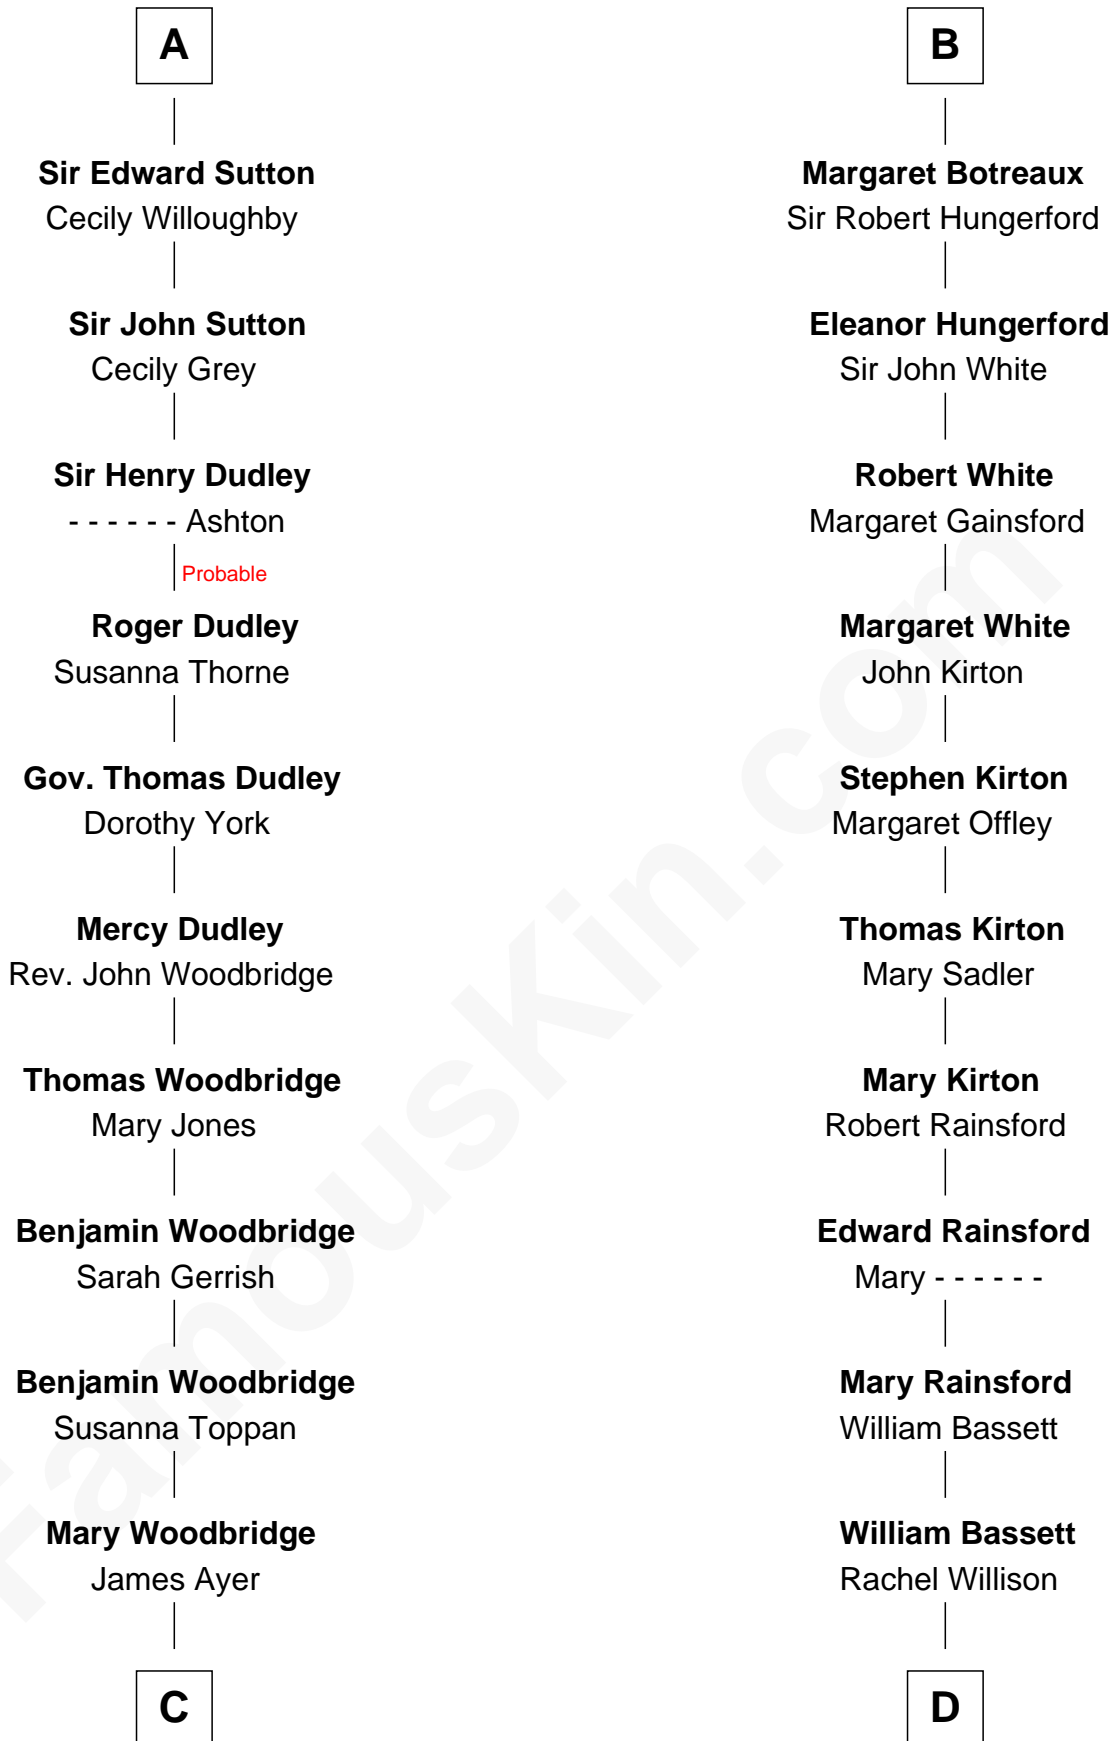 A
Sir Edward Sutton
Cecily Willoughby
Sir John Sutton
Cecily Grey
Sir Henry Dudley
- - - - - - Ashton
Probable
Roger Dudley
Susanna Thorne
Gov. Thomas Dudley
Dorothy York
Mercy Dudley
Rev. John Woodbridge
Thomas Woodbridge
Mary Jones
Benjamin Woodbridge
Sarah Gerrish
Benjamin Woodbridge
Susanna Toppan
Mary Woodbridge
James Ayer
C
B
Margaret Botreaux
Sir Robert Hungerford
Eleanor Hungerford
Sir John White
Robert White
Margaret Gainsford
Margaret White
John Kirton
Stephen Kirton
Margaret Offley
Thomas Kirton
Mary Sadler
Mary Kirton
Robert Rainsford
Edward Rainsford
Mary - - - - - -
Mary Rainsford
William Bassett
William Bassett
Rachel Willison
D
FamousKin.com